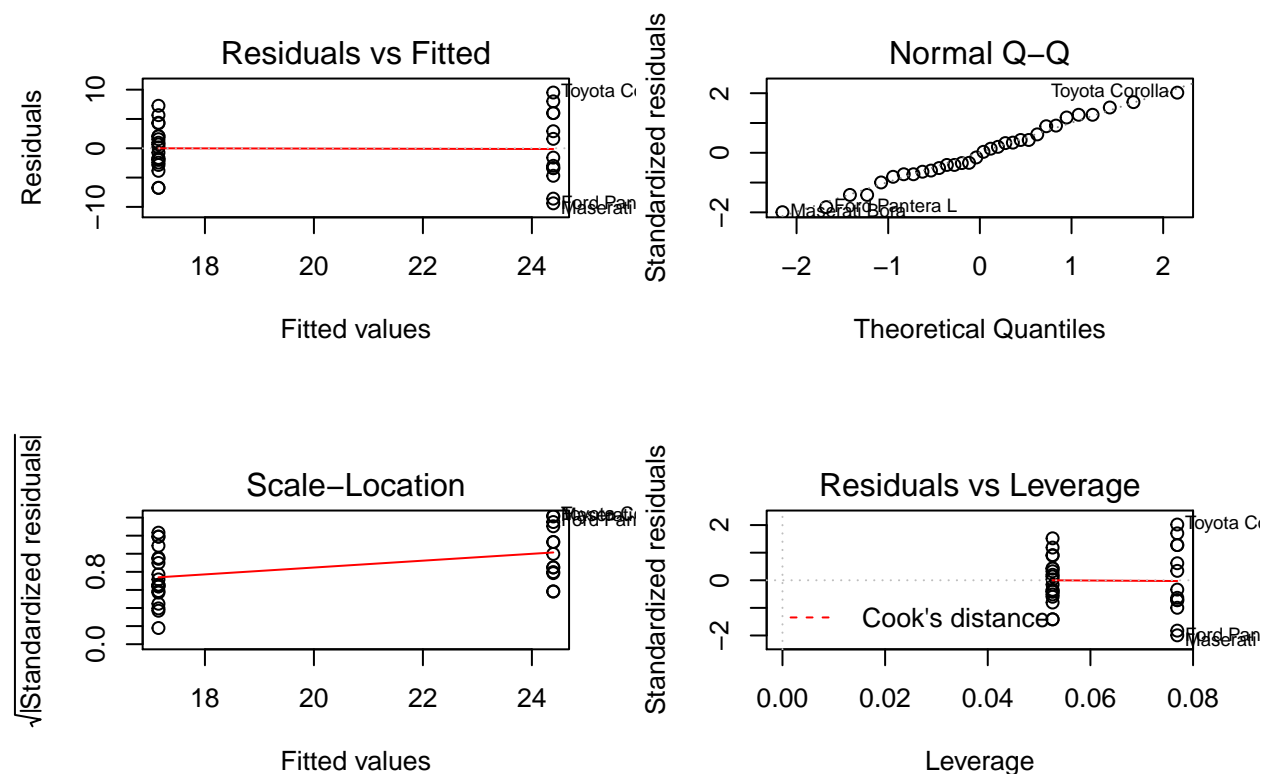 Residuals vs Fitted
Residuals
10
0
−10
Toyota Co
Ford Pan
Maserati
18 20 22 24
Fitted values
Normal Q−Q
Standardized residuals
2
0
−2
Toyota Corolla
Ford Pantera L
Maserati Bora
−2 −1 0 1 2
Theoretical Quantiles
Scale−Location
√|Standardized residuals|
0.8
0.0
Toyota C
Maserati
Ford Pan
18 20 22 24
Fitted values
Residuals vs Leverage
Standardized residuals
2
0
−2
Toyota Co
Cook's distance
Ford Pan
Maserati
0.00 0.02 0.04 0.06 0.08
Leverage